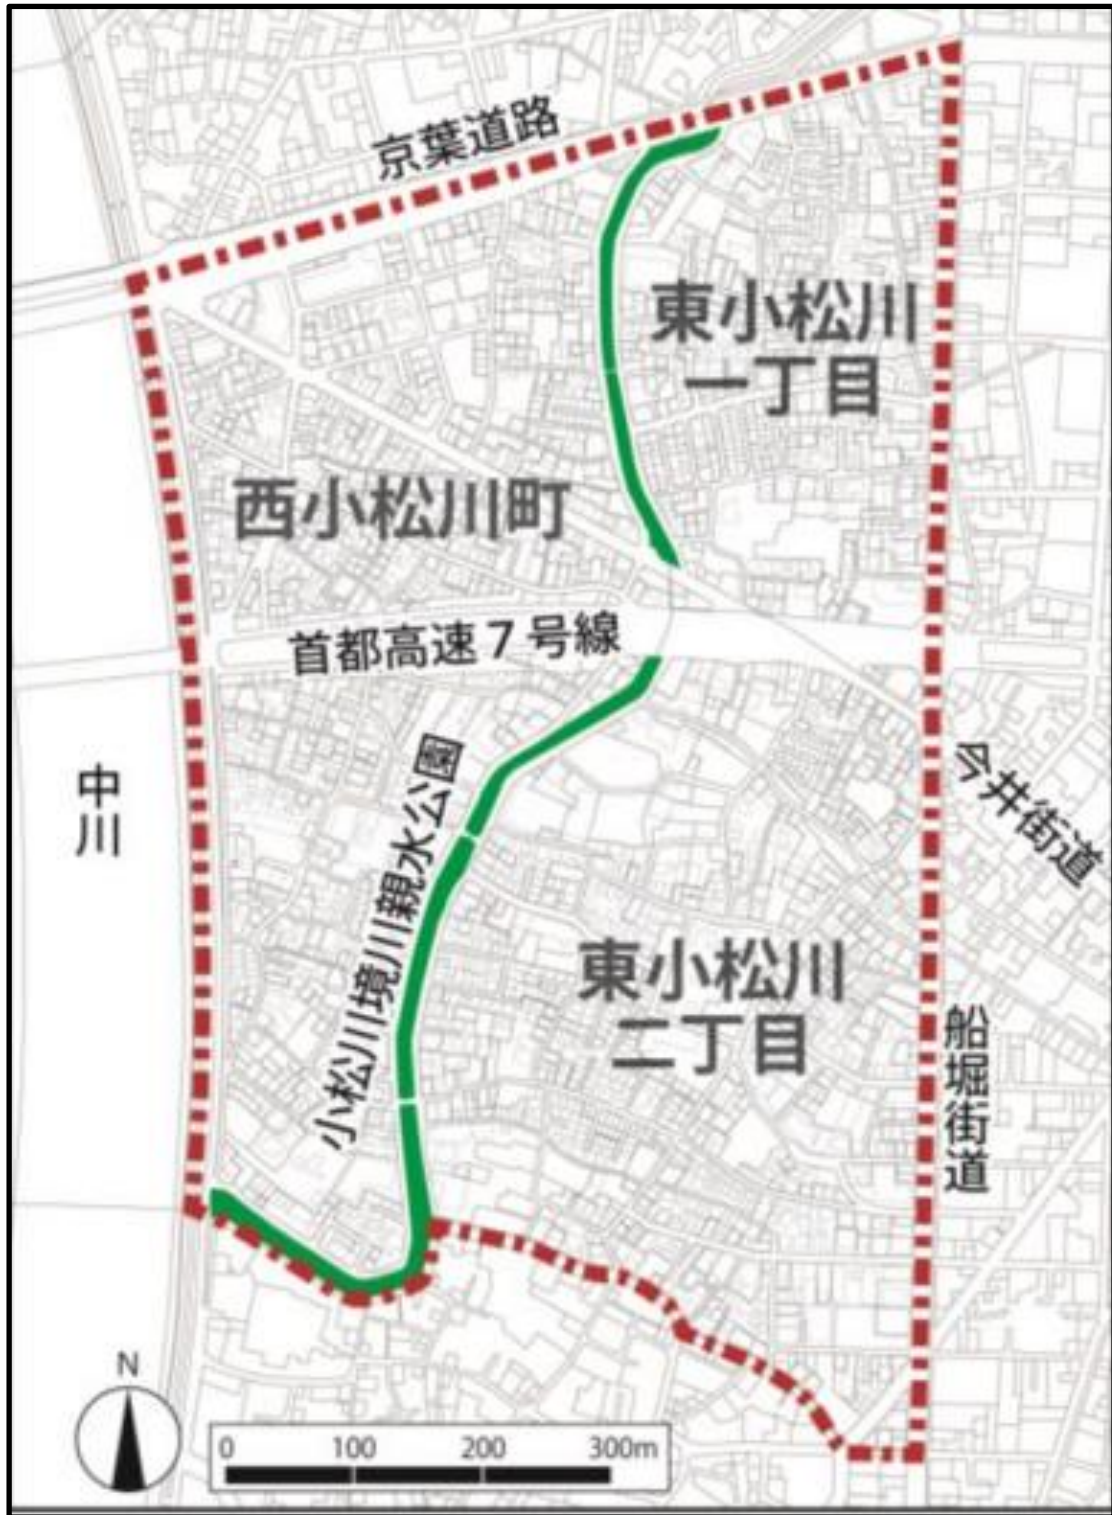 京葉道路
東小松川
一丁目
西小松川町
首都高速7号線
中川
今井街道
小松川境川親水公園
東小松川
二丁目
船堀街道
N
0 100 200 300m